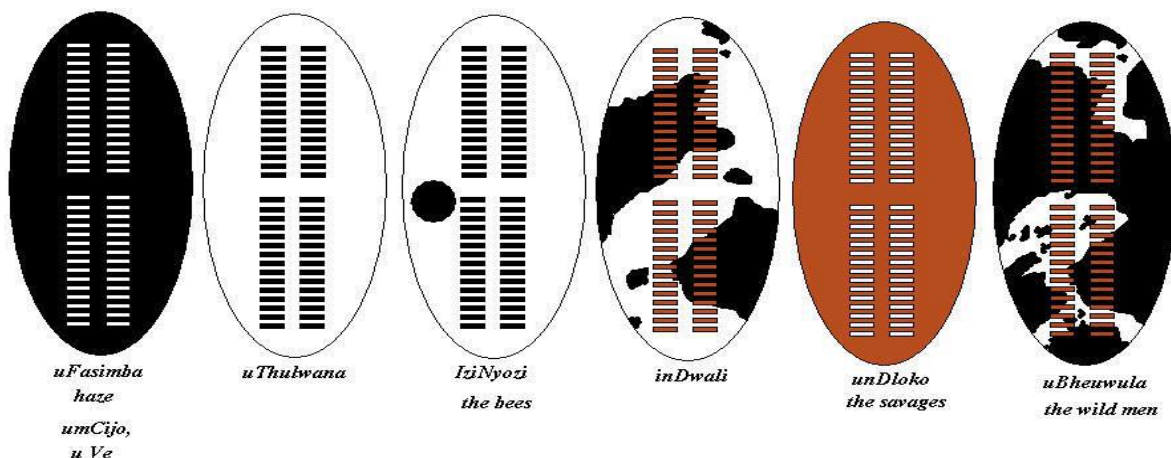 uFasimba
haze
umCijo,
u Ve
uThulwana
IziNyozi
the bees
inDwali
unDloko
the savages
uBheuwula
the wild men